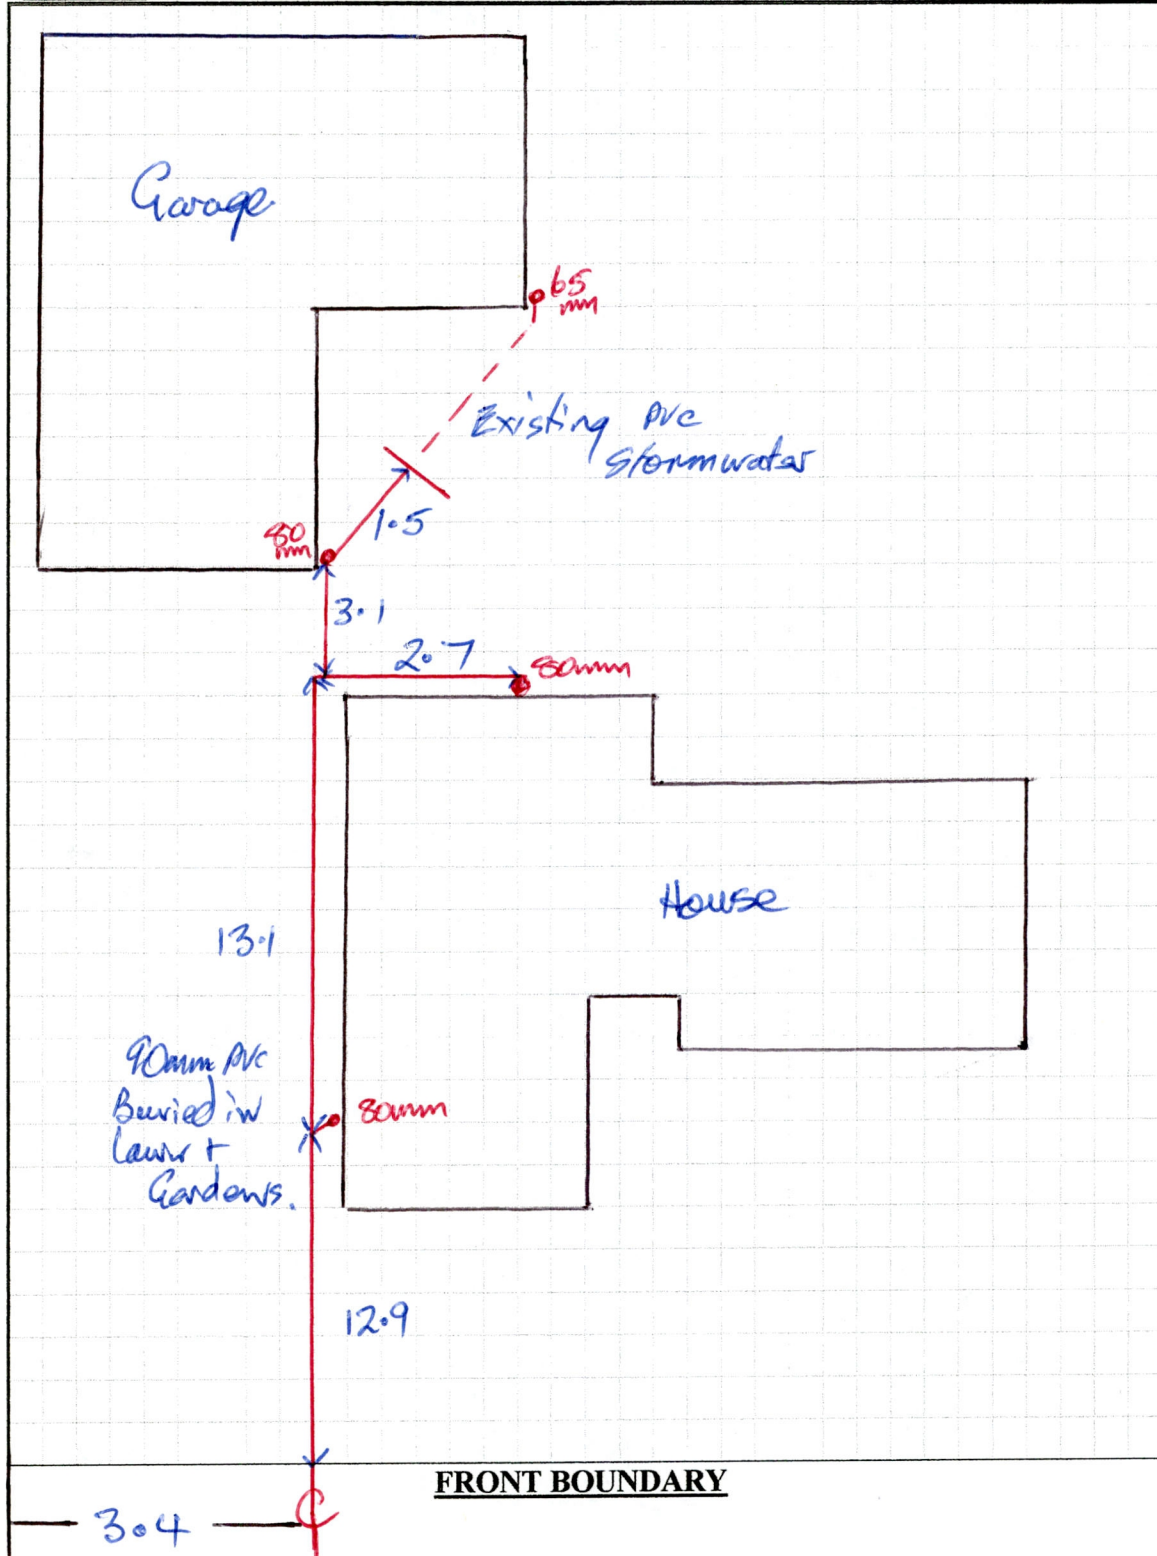 Garage
65
mm
Existing PVC
Stormwater
1.5
80
mm
3.1
2.7
80mm
House
13.1
90mm PVC
Buried in
Lawn +
Gardens.
80mm
12.9
FRONT BOUNDARY
3.4